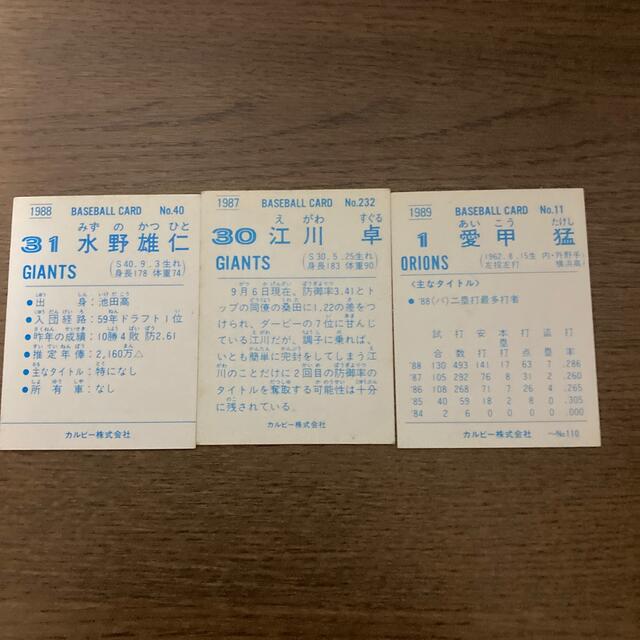 1988 BASEBALL CARD No.40
みず の かつ ひと
31 水野雄仁
GIANTS (S40.9.3生れ
身長178 体重74)
●出 身：池田高
●入団経路：59年ドラフト1位
●昨年の成績：10勝4敗 防2.61
●推定年俸：2,160万
●主なタイトル：特になし
●所有車：なし
カルビー株式会社
1987 BASEBALL CARD No.232
え がわ すぐる
30 江川 卓
GIANTS (S30.5.25生れ
身長183 体重90)
9月6日現在、防御率3.41とト
ップの同僚の桑田に1.22の差をつ
けられ、ダービーの7位に甘んじ
ている江川だが、調子に乗れば、
いとも簡単に完封をしてしまう江
川のことだけに2回目の防御率の
タイトルを奪取する可能性は十分
に残されている。
カルビー株式会社
1989 BASEBALL CARD No.11
あい こう たけし
1 愛甲 猛
ORIONS (1962.8.15生 内・外野手
左投左打 横浜高)
〈主なタイトル〉
・'88(パ)二塁打最多打者
試合 打数 安打 本塁打 打点 盗塁 打率
'88 130 493 142 17 63 7 .286
'87 105 292 76 8 31 2 .260
'86 108 268 71 7 26 4 .265
'85 40 59 18 2 8 0 .305
'84 2 6 0 0 0 0 .000
カルビー株式会社 ～No.110